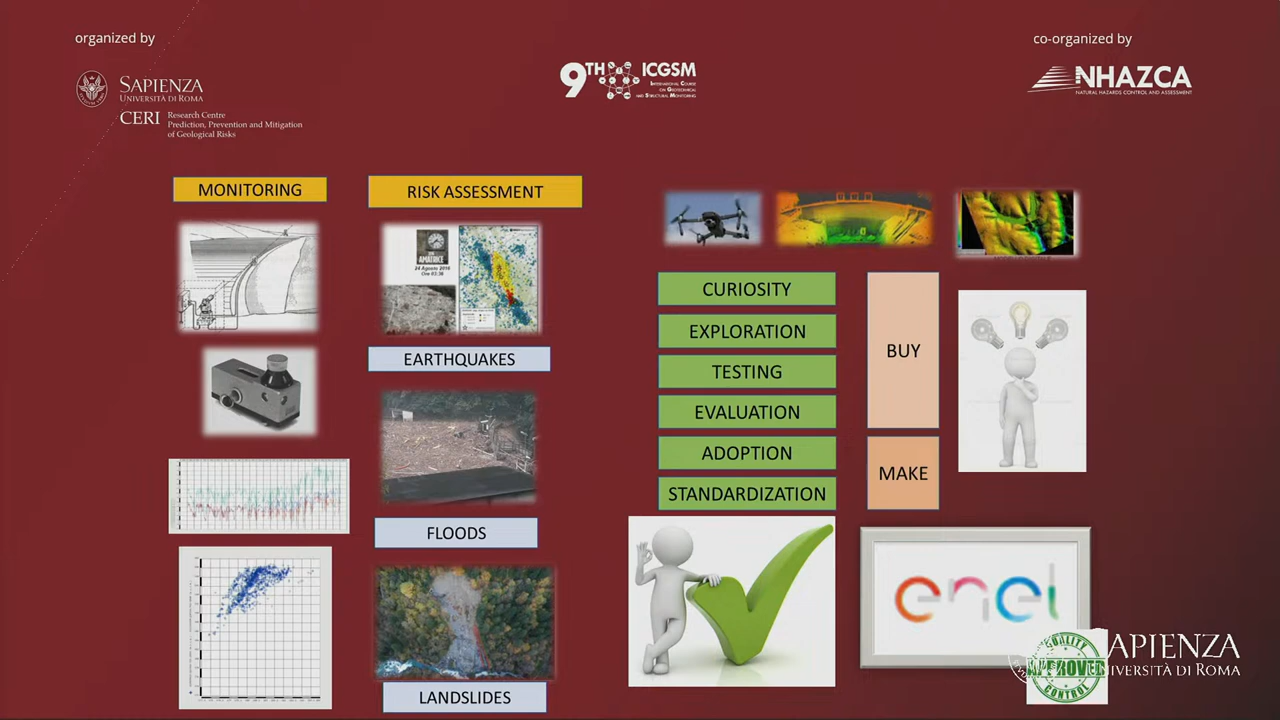 organized by
SAPIENZA
UNIVERSITÀ DI ROMA
CERI
Research Centre
Prediction, Prevention and Mitigation
of Geological Risks
9TH ICGSM
INTERNATIONAL COURSE
ON GEOTECHNICAL
AND STRUCTURAL MONITORING
co-organized by
NHAZCA
NATURAL HAZARDS CONTROL AND ASSESSMENT
MONITORING
RISK ASSESSMENT
AMATRICE
24 Agosto 2016
Ore 03:36
EARTHQUAKES
FLOODS
LANDSLIDES
CURIOSITY
EXPLORATION
TESTING
EVALUATION
ADOPTION
STANDARDIZATION
BUY
MAKE
enel
QUALITY
APPROVED
CONTROL
SAPIENZA
UNIVERSITÀ DI ROMA